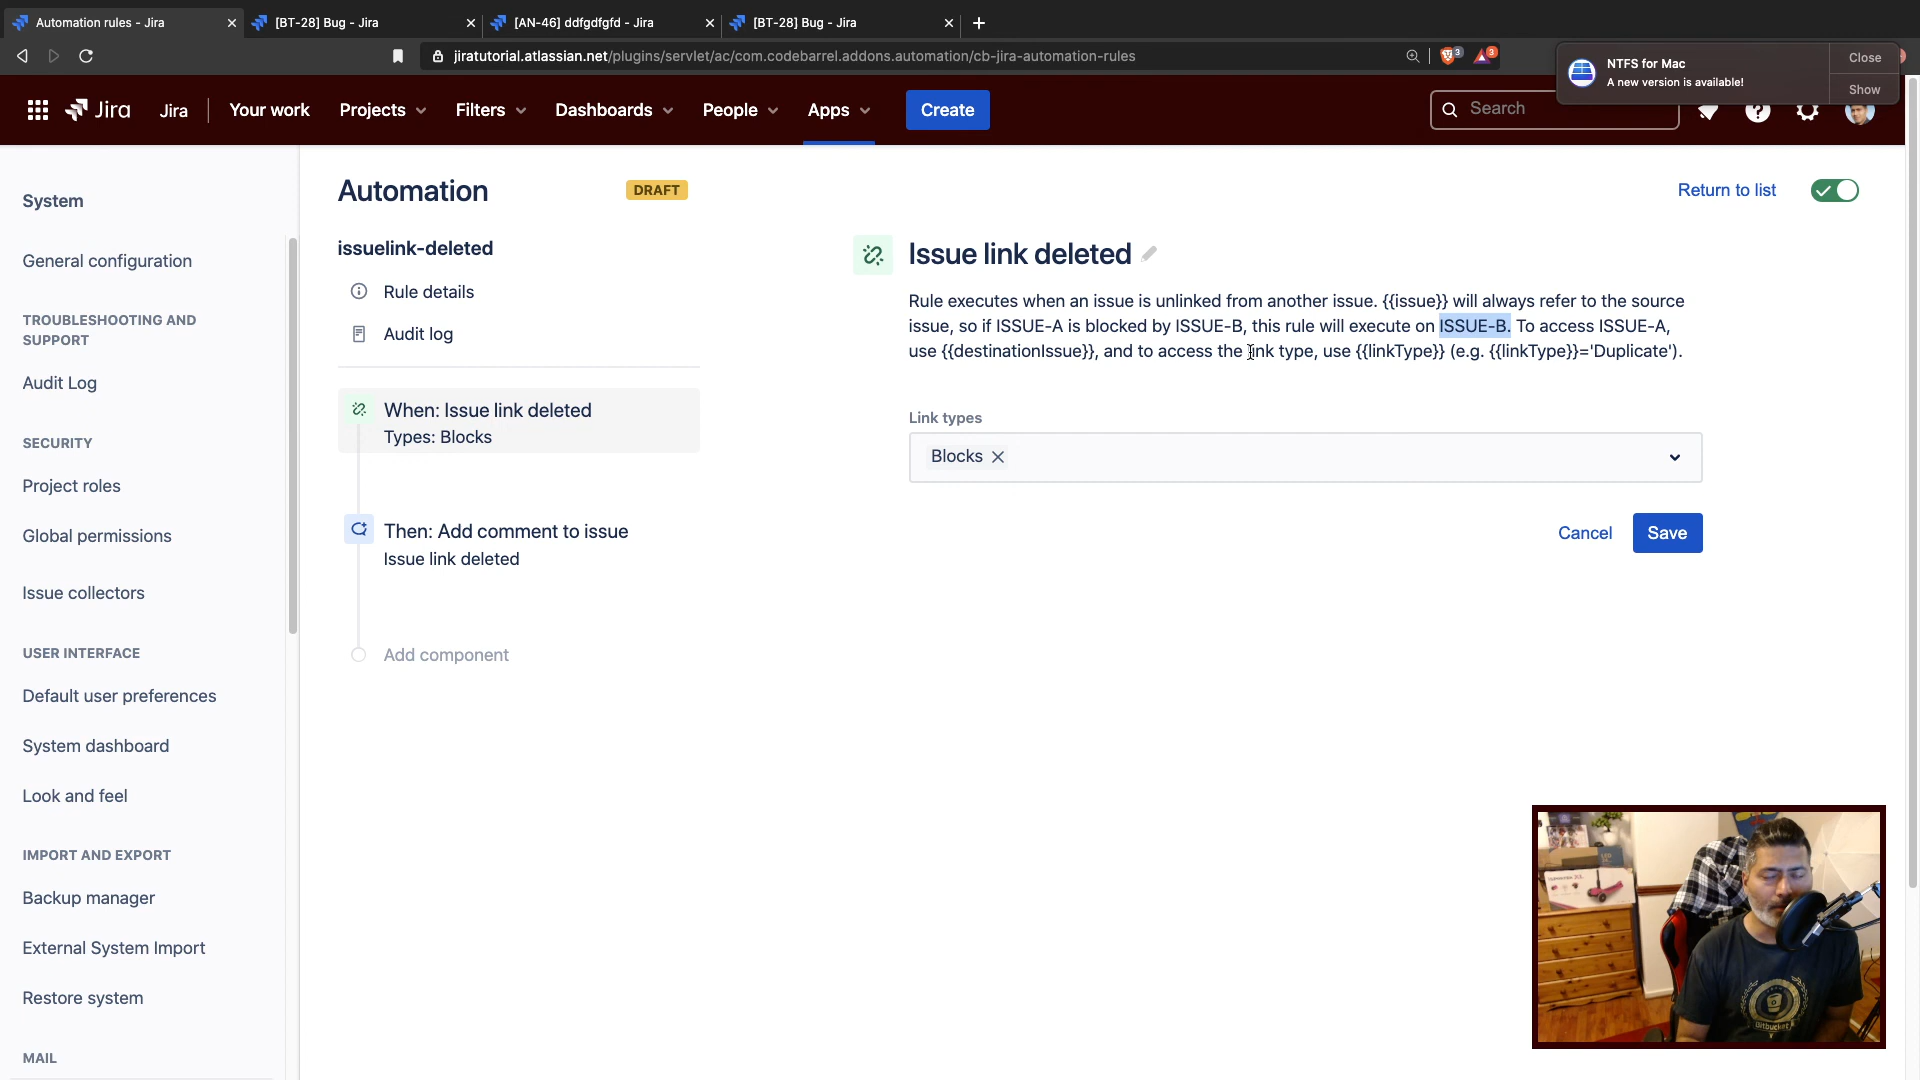 Automation rules - Jira
[BT-28] Bug - Jira
[AN-46] ddfgdfgfd - Jira
[BT-28] Bug - Jira
jiratutorial.atlassian.net/plugins/servlet/ac/com.codebarrel.addons.automation/cb-jira-automation-rules
3
3
NTFS for Mac
A new version is available!
Close
Show
Jira
Jira
Your work
Projects
Filters
Dashboards
People
Apps
Create
Search
System
General configuration
TROUBLESHOOTING AND
SUPPORT
Audit Log
SECURITY
Project roles
Global permissions
Issue collectors
USER INTERFACE
Default user preferences
System dashboard
Look and feel
IMPORT AND EXPORT
Backup manager
External System Import
Restore system
MAIL
Automation
DRAFT
Return to list
issuelink-deleted
Rule details
Audit log
When: Issue link deleted
Types: Blocks
Then: Add comment to issue
Issue link deleted
Add component
Issue link deleted
Rule executes when an issue is unlinked from another issue. {{issue}} will always refer to the source
issue, so if ISSUE-A is blocked by ISSUE-B, this rule will execute on ISSUE-B. To access ISSUE-A,
use {{destinationIssue}}, and to access the link type, use {{linkType}} (e.g. {{linkType}}='Duplicate').
Link types
Blocks
Cancel
Save
Bitbucket